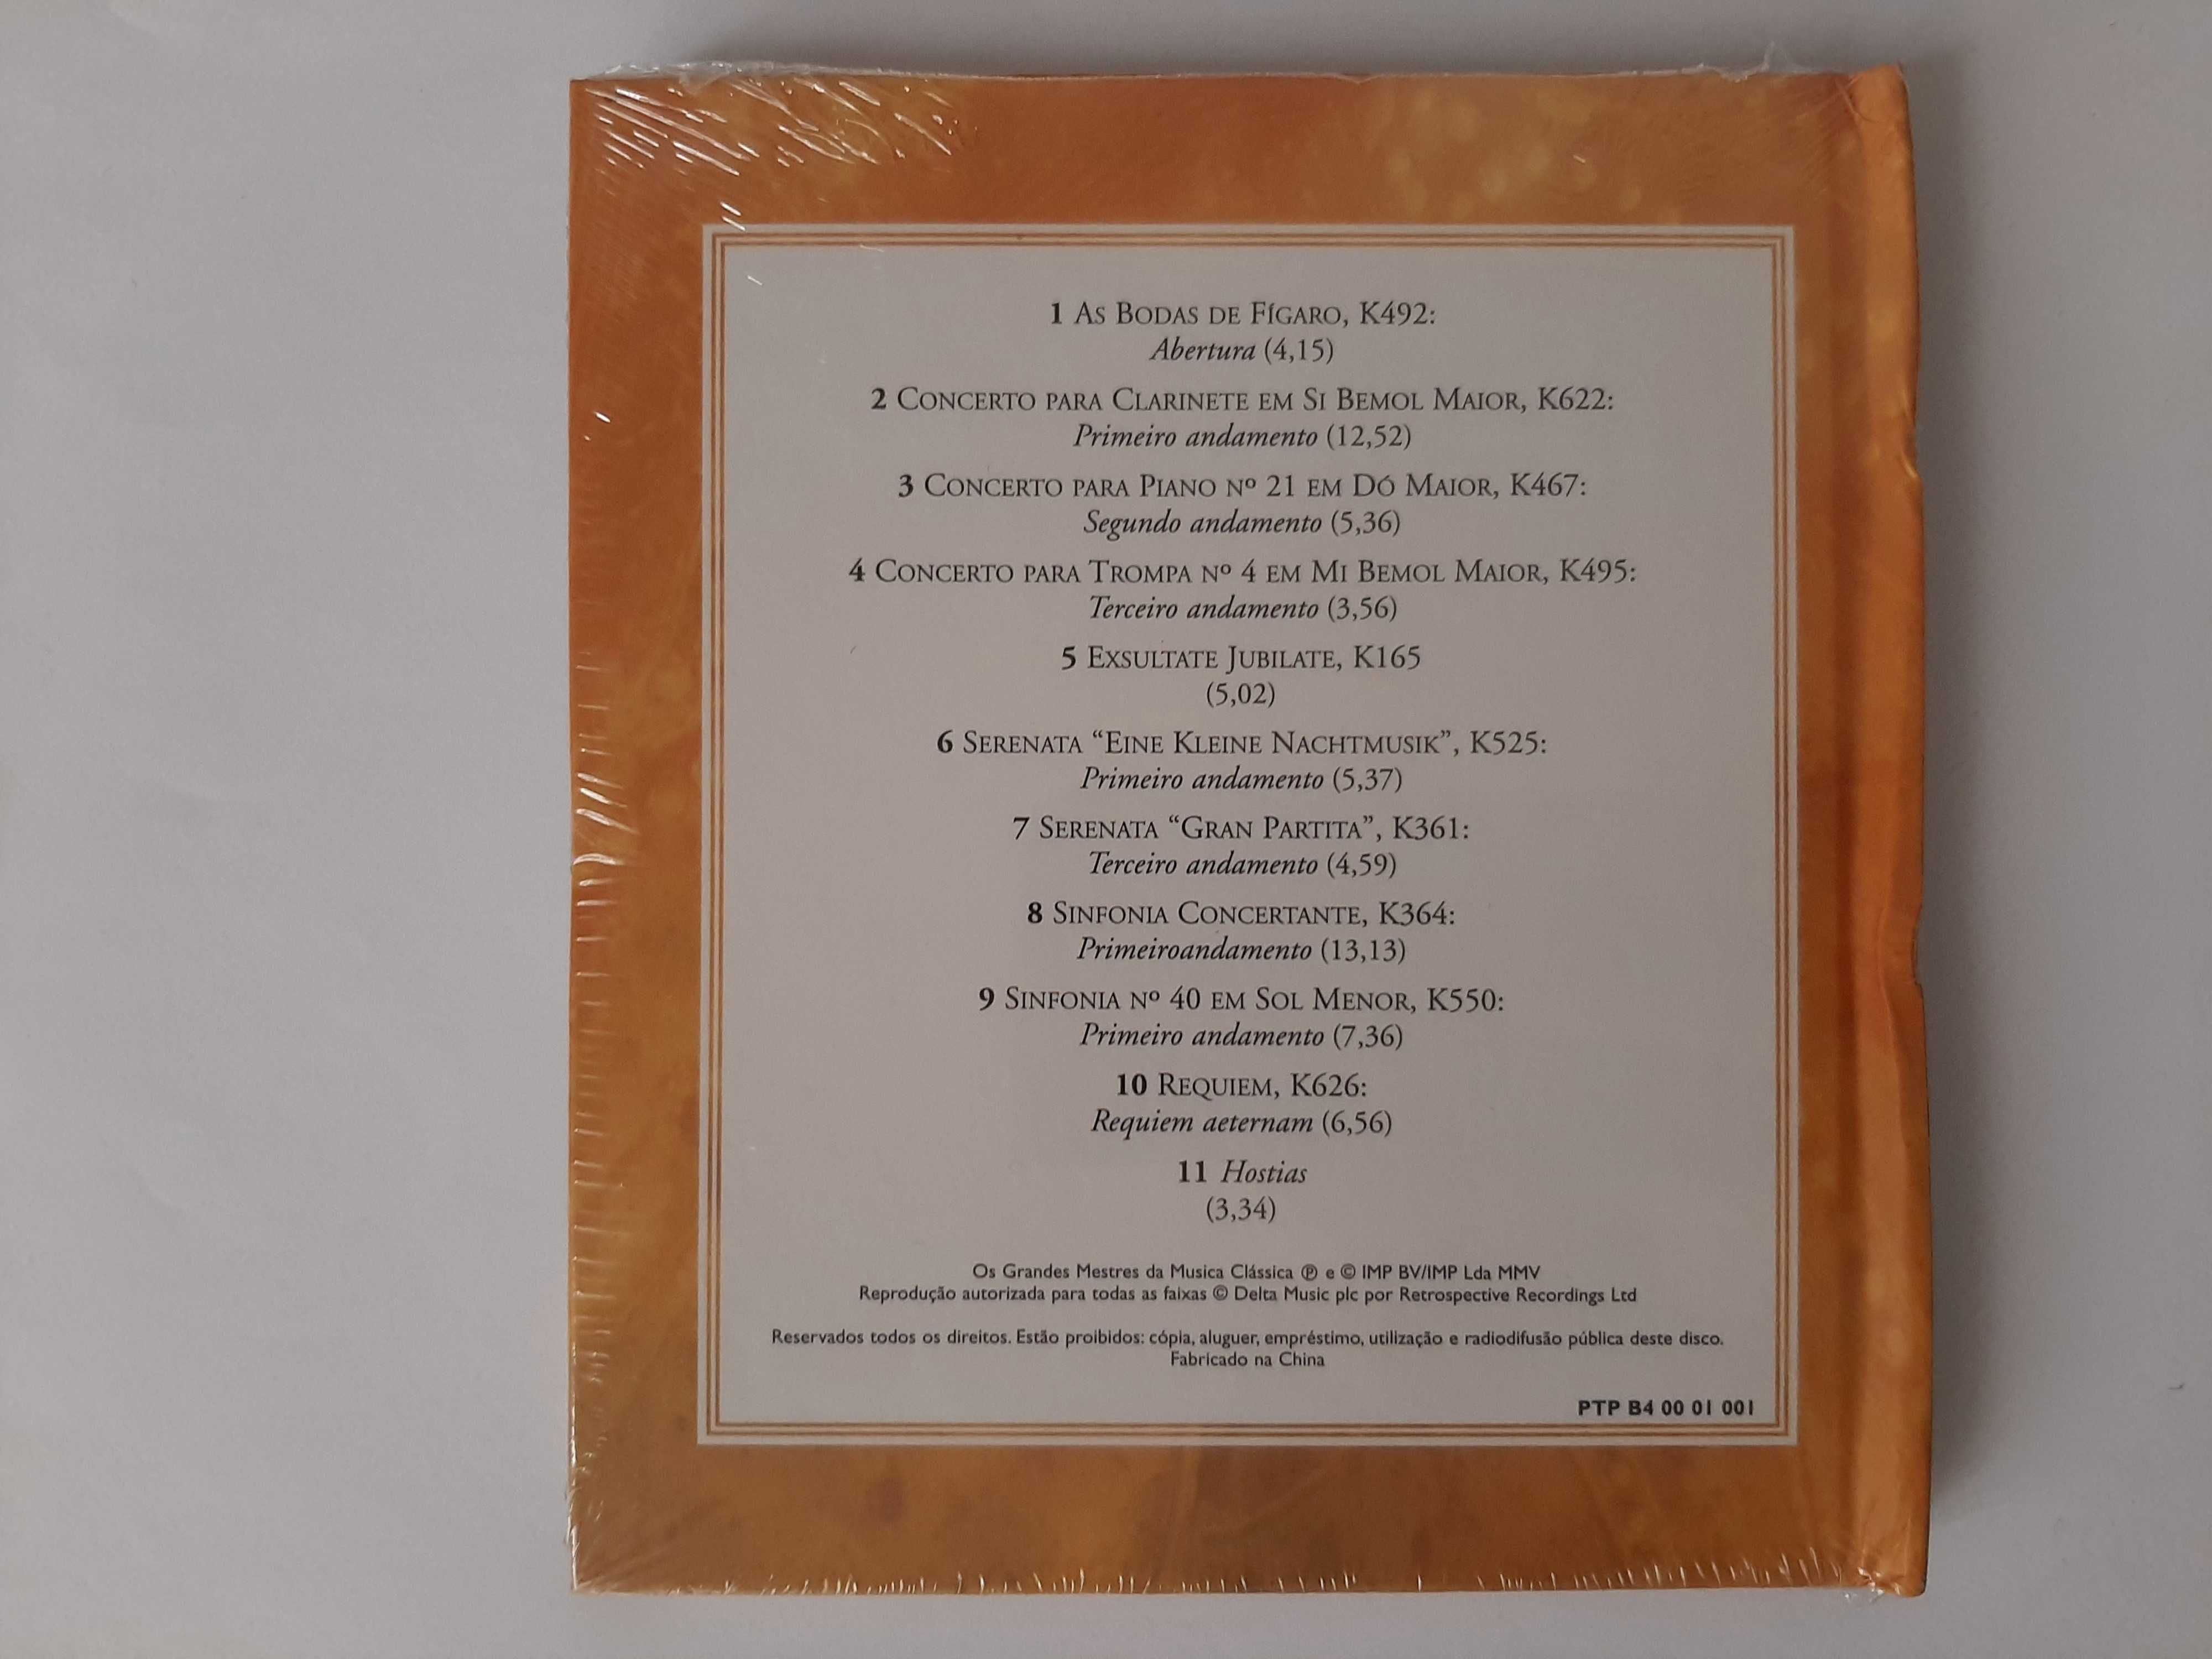 1 As Bodas de Fígaro, K492:
Abertura (4,15)
2 Concerto para Clarinete em Si Bemol Maior, K622:
Primeiro andamento (12,52)
3 Concerto para Piano Nº 21 em Dó Maior, K467:
Segundo andamento (5,36)
4 Concerto para Trompa Nº 4 em Mi Bemol Maior, K495:
Terceiro andamento (3,56)
5 Exsultate Jubilate, K165
(5,02)
6 Serenata “Eine Kleine Nachtmusik”, K525:
Primeiro andamento (5,37)
7 Serenata “Gran Partita”, K361:
Terceiro andamento (4,59)
8 Sinfonia Concertante, K364:
Primeiroandamento (13,13)
9 Sinfonia Nº 40 em Sol Menor, K550:
Primeiro andamento (7,36)
10 Requiem, K626:
Requiem aeternam (6,56)
11 Hostias
(3,34)
Os Grandes Mestres da Musica Clássica ℗ e © IMP BV/IMP Lda MMV
Reprodução autorizada para todas as faixas © Delta Music plc por Retrospective Recordings Ltd
Reservados todos os direitos. Estão proibidos: cópia, aluguer, empréstimo, utilização e radiodifusão pública deste disco.
Fabricado na China
PTP B4 00 01 001